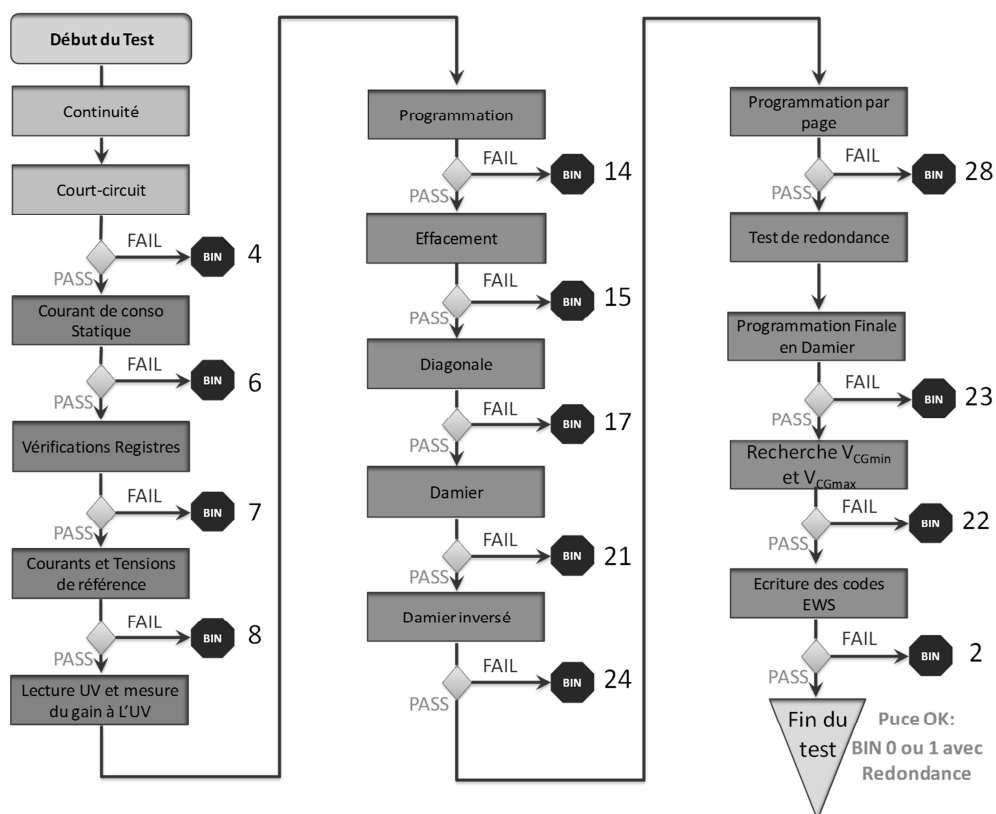 Début du Test
Continuité
Court-circuit
FAIL
BIN
4
PASS
Courant de conso
Statique
FAIL
BIN
6
PASS
Vérifications Registres
FAIL
BIN
7
PASS
Courants et Tensions
de référence
FAIL
BIN
8
PASS
Lecture UV et mesure
du gain à L'UV
Programmation
FAIL
BIN
14
PASS
Effacement
FAIL
BIN
15
PASS
Diagonale
FAIL
BIN
17
PASS
Damier
FAIL
BIN
21
PASS
Damier inversé
FAIL
BIN
24
PASS
Programmation par
page
FAIL
BIN
28
PASS
Test de redondance
Programmation Finale
en Damier
FAIL
BIN
23
PASS
Recherche VCGmin
et VCGmax
FAIL
BIN
22
PASS
Ecriture des codes
EWS
FAIL
BIN
2
PASS
Fin du
test
Puce OK:
BIN 0 ou 1 avec
Redondance